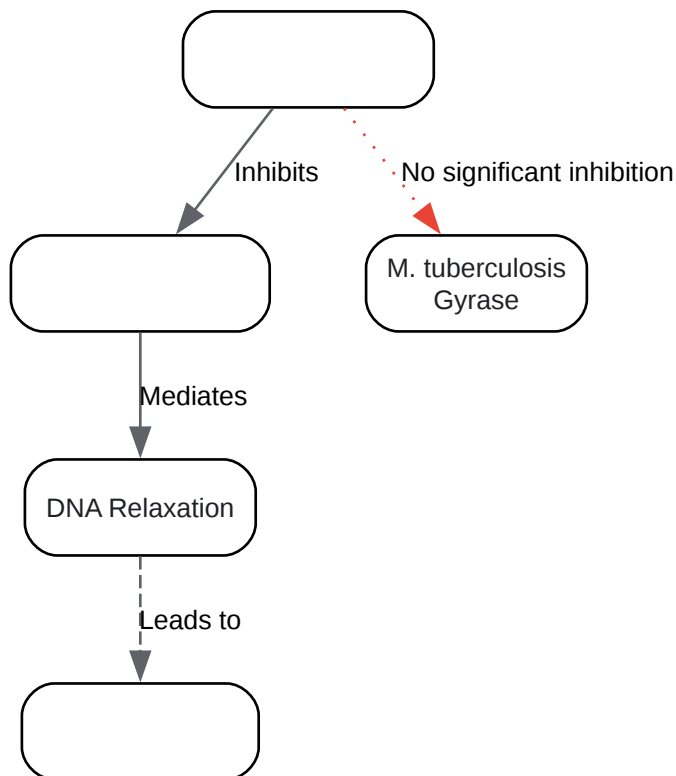 Inhibits
No significant inhibition
M. tuberculosis
Gyrase
Mediates
DNA Relaxation
Leads to